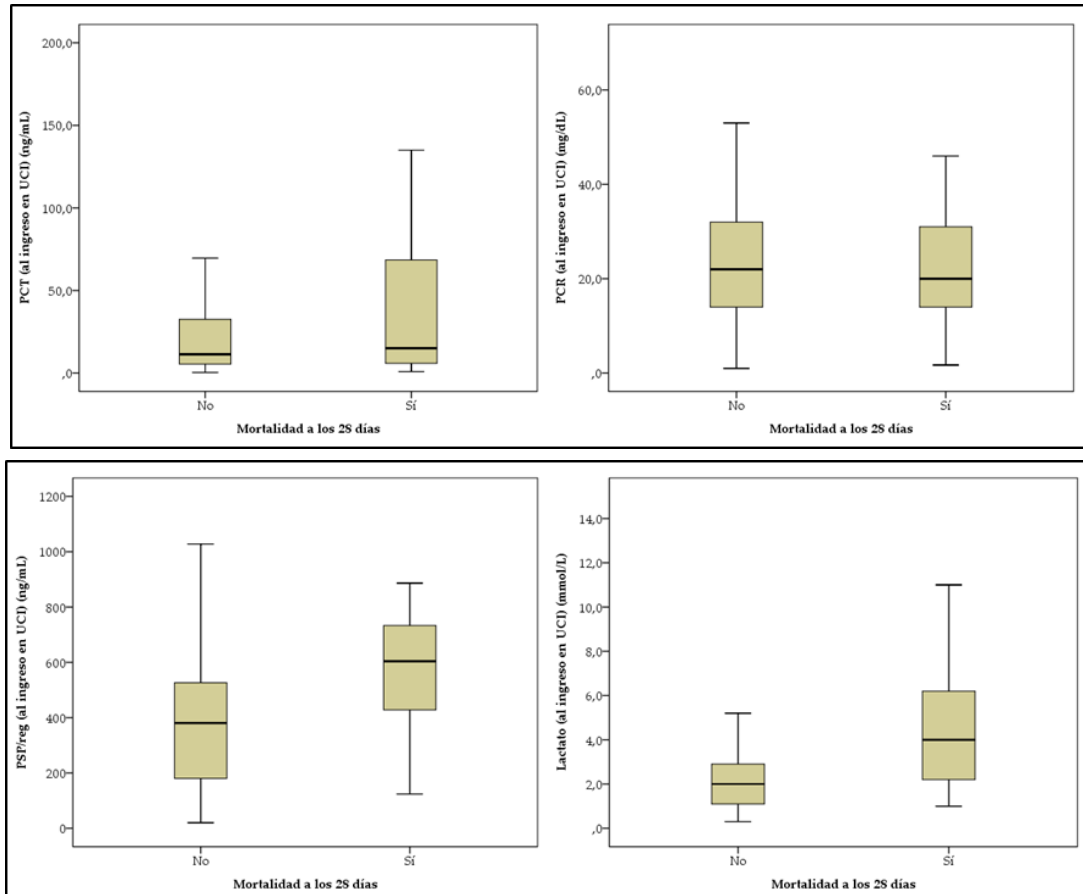 PCT (al ingreso en UCI) (ng/mL)
200,0
150,0
100,0
50,0
,0
No
Sí
Mortalidad a los 28 días
PCR (al ingreso en UCI) (mg/dL)
60,0
40,0
20,0
,0
No
Sí
Mortalidad a los 28 días
PSP/reg (al ingreso en UCI) (ng/mL)
1200
1000
800
600
400
200
0
No
Sí
Mortalidad a los 28 días
Lactato (al ingreso en UCI) (mmol/L)
14,0
12,0
10,0
8,0
6,0
4,0
2,0
,0
No
Sí
Mortalidad a los 28 días